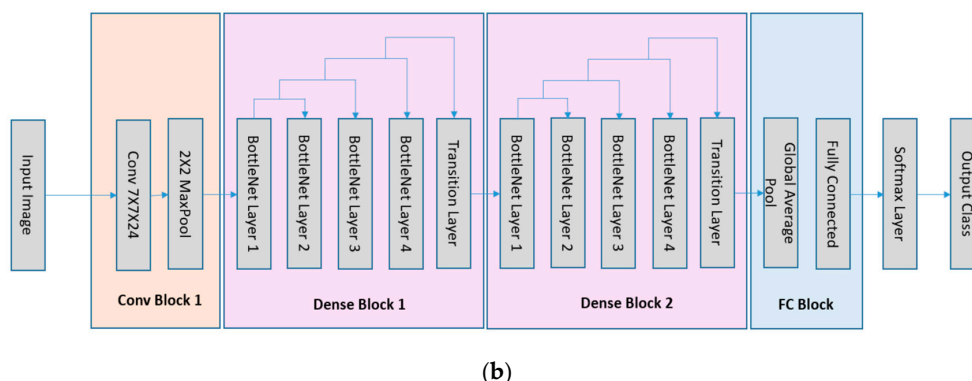 Input Image
Conv 7X7X24
2X2 MaxPool
Conv Block 1
BottleNet Layer 1
BottleNet Layer 2
BottleNet Layer 3
BottleNet Layer 4
Transition Layer
Dense Block 1
BottleNet Layer 1
BottleNet Layer 2
BottleNet Layer 3
BottleNet Layer 4
Transition Layer
Dense Block 2
Global Average
Pool
Fully Connected
FC Block
Softmax Layer
Output Class
(b)